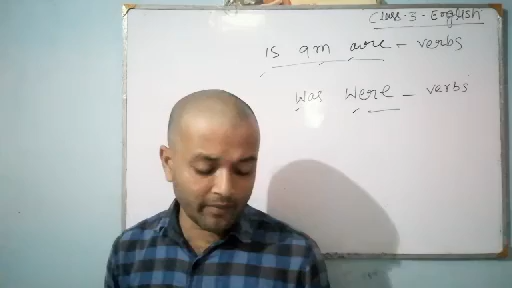 Class-3-English
is am are - verbs
Was Were - verbs